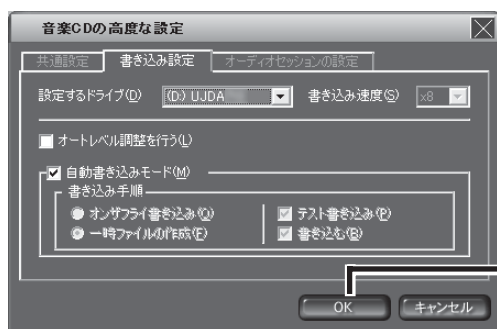 音楽CDの高度な設定
共通設定 書き込み設定 オーディオセッションの設定
設定するドライブ(D) (D:) UJDA 書き込み速度(S) x8
オートレベル調整を行う(L)
自動書き込みモード(M)
書き込み手順
オンザフライ書き込み(O) テスト書き込み(P)
一時ファイルの作成(F) 書き込む(R)
OK キャンセル